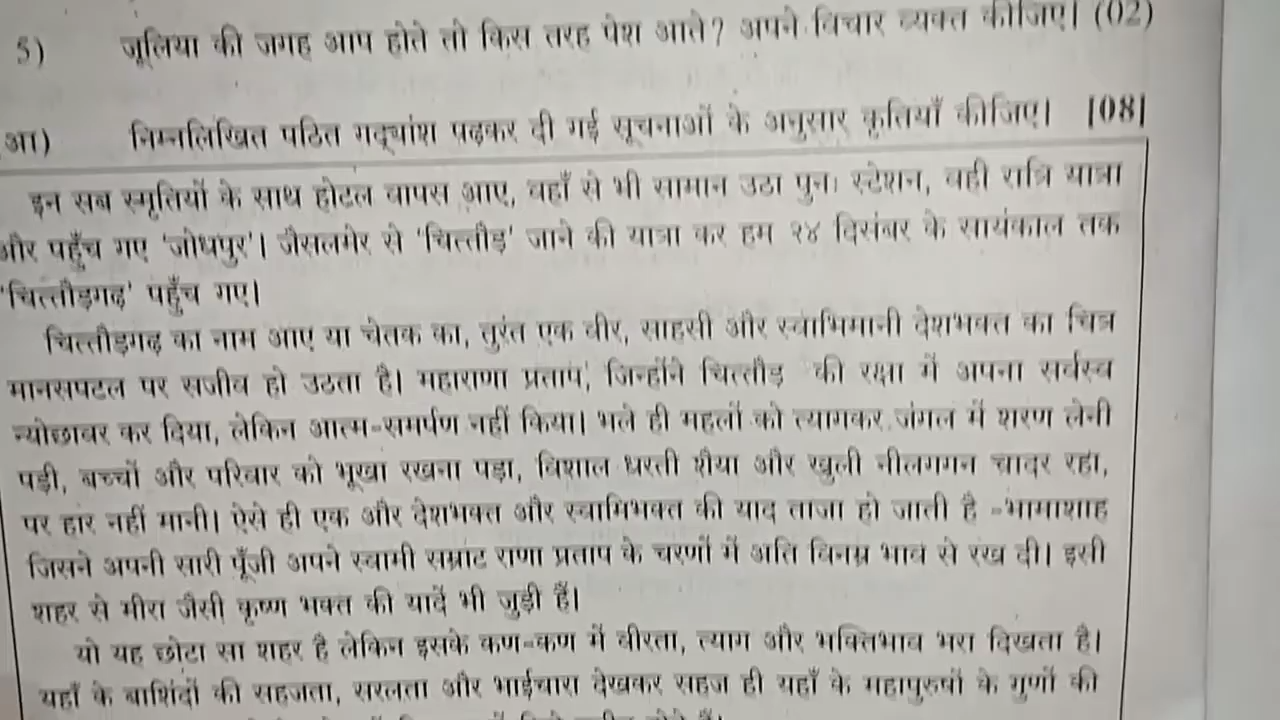 5) जूलिया की जगह आप होते तो किस तरह पेश आते? अपने विचार व्यक्त कीजिए। (02)
आ) निम्नलिखित पठित गद्यांश पढ़कर दी गई सूचनाओं के अनुसार कृतियाँ कीजिए। [08]
इन सब स्मृतियों के साथ होटल वापस आए, वहाँ से भी सामान उठा पुनः स्टेशन, वही रात्रि यात्रा
और पहुँच गए 'जोधपुर'। जैसलमेर से 'चित्तौड़' जाने की यात्रा कर हम २४ दिसंबर के सायंकाल तक
'चित्तौड़गढ़' पहुँच गए।
चित्तौड़गढ़ का नाम आए या चेतक का, तुरंत एक वीर, साहसी और स्वाभिमानी देशभक्त का चित्र
मानसपटल पर सजीव हो उठता है। महाराणा प्रताप, जिन्होंने चित्तौड़ की रक्षा में अपना सर्वस्व
न्योछावर कर दिया, लेकिन आत्म-समर्पण नहीं किया। भले ही महलों को त्यागकर जंगल में शरण लेनी
पड़ी, बच्चों और परिवार को भूखा रखना पड़ा, विशाल धरती शैया और खुली नीलगगन चादर रहा,
पर हार नहीं मानी। ऐसे ही एक और देशभक्त और स्वामिभक्त की याद ताजा हो जाती है -भामाशाह
जिसने अपनी सारी पूँजी अपने स्वामी सम्राट राणा प्रताप के चरणों में अति विनम्र भाव से रख दी। इसी
शहर से मीरा जैसी कृष्ण भक्त की यादें भी जुड़ी हैं।
यो यह छोटा सा शहर है लेकिन इसके कण-कण में वीरता, त्याग और भक्तिभाव भरा दिखता है।
यहाँ के बाशिंदों की सहजता, सरलता और भाईचारा देखकर सहज ही यहाँ के महापुरुषों के गुणों की